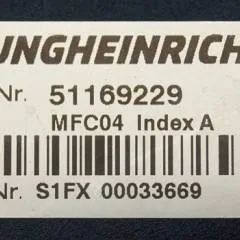 UNGHEINRICH
Nr. 51169229
MFC04 Index A
Nr. S1FX 00033669